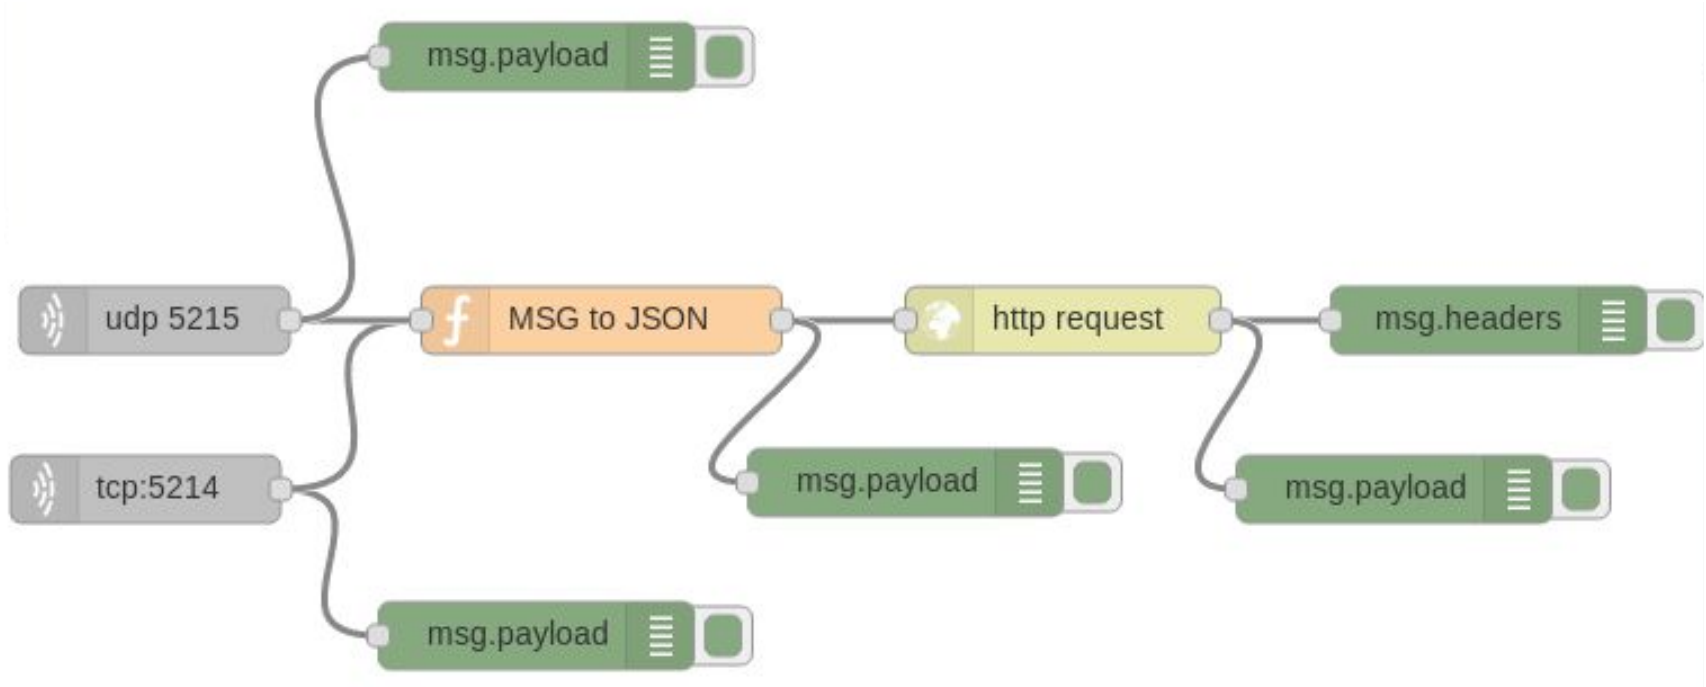 msg.payload
udp 5215
MSG to JSON
http request
msg.headers
tcp:5214
msg.payload
msg.payload
msg.payload